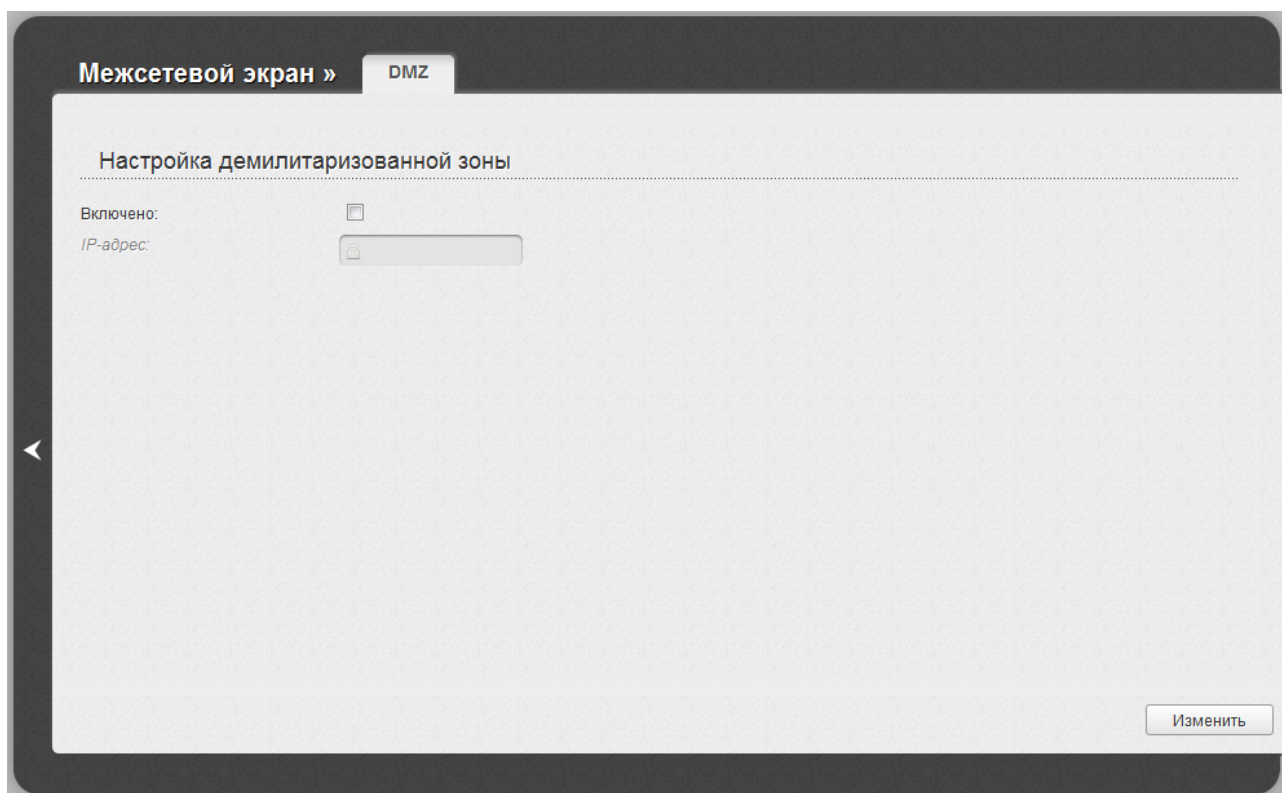 Межсетевой экран » DMZ
Настройка демилитаризованной зоны
Включено:
IP-адрес:
Изменить